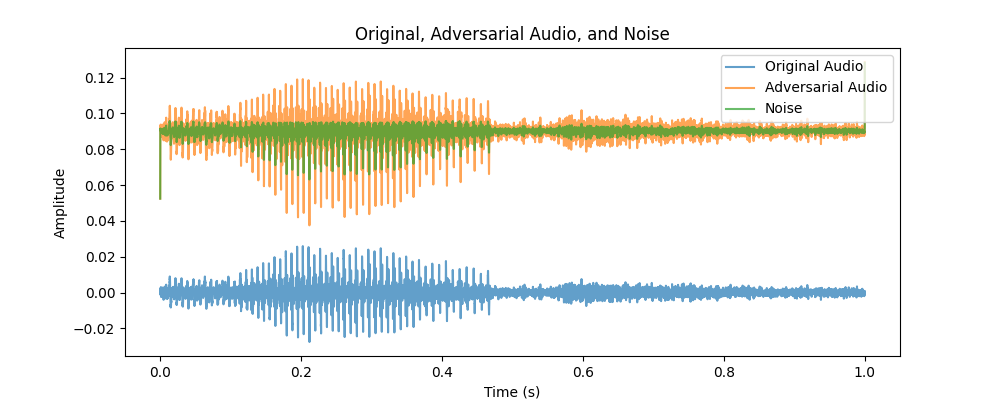 Original, Adversarial Audio, and Noise
Original Audio
Adversarial Audio
Noise
0.12
0.10
0.08
0.06
0.04
0.02
0.00
−0.02
Amplitude
0.0 0.2 0.4 0.6 0.8 1.0
Time (s)